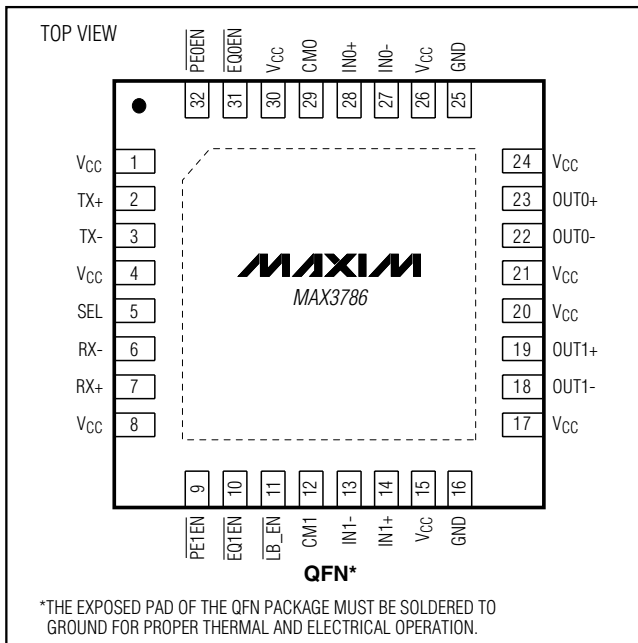 TOP VIEW
PE0EN
EQ0EN
VCC
CM0
IN0+
IN0-
VCC
GND
32
31
30
29
28
27
26
25
VCC 1
TX+ 2
TX- 3
VCC 4
SEL 5
RX- 6
RX+ 7
VCC 8
MAXIM
MAX3786
24 VCC
23 OUT0+
22 OUT0-
21 VCC
20 VCC
19 OUT1+
18 OUT1-
17 VCC
9
10
11
12
13
14
15
16
PE1EN
EQ1EN
LB_EN
CM1
IN1-
IN1+
VCC
GND
QFN*
*THE EXPOSED PAD OF THE QFN PACKAGE MUST BE SOLDERED TO
GROUND FOR PROPER THERMAL AND ELECTRICAL OPERATION.